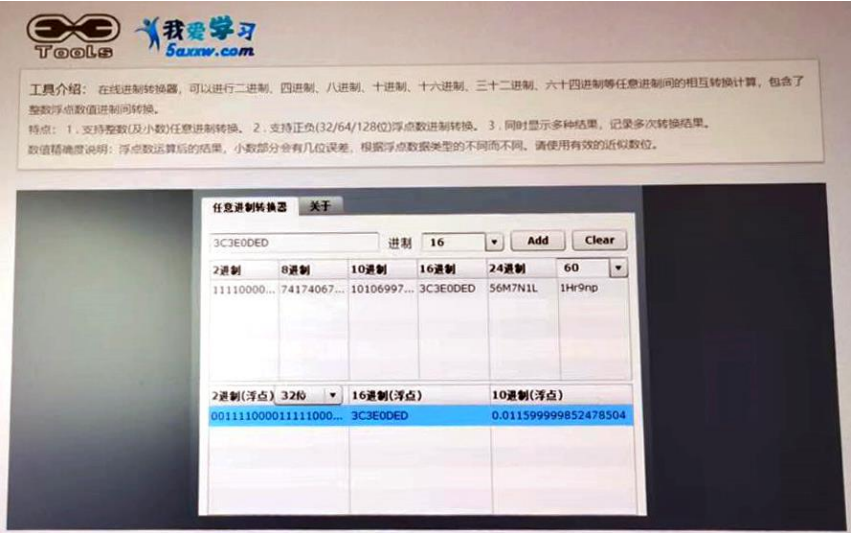 Tools
我爱学习
5axxw.com
工具介绍： 在线进制转换器，可以进行二进制、四进制、八进制、十进制、十六进制、三十二进制、六十四进制等任意进制间的相互转换计算，包含了
整数浮点数值进制间转换。
特点： 1．支持整数(及小数)任意进制转换。 2．支持正负(32/64/128位)浮点数进制转换。 3．同时显示多种结果，记录多次转换结果。
数值精确度说明：浮点数运算后的结果，小数部分会有几位误差，根据浮点数据类型的不同而不同。请使用有效的近似数位。
任意进制转换器 关于
3C3E0DED 进制 16 Add Clear
2进制 8进制 10进制 16进制 24进制 60
11110000... 74174067... 10106997... 3C3E0DED 56M7N1L 1Hr9np
2进制(浮点) 32位 16进制(浮点) 10进制(浮点)
001111000011111000... 3C3E0DED 0.011599999852478504